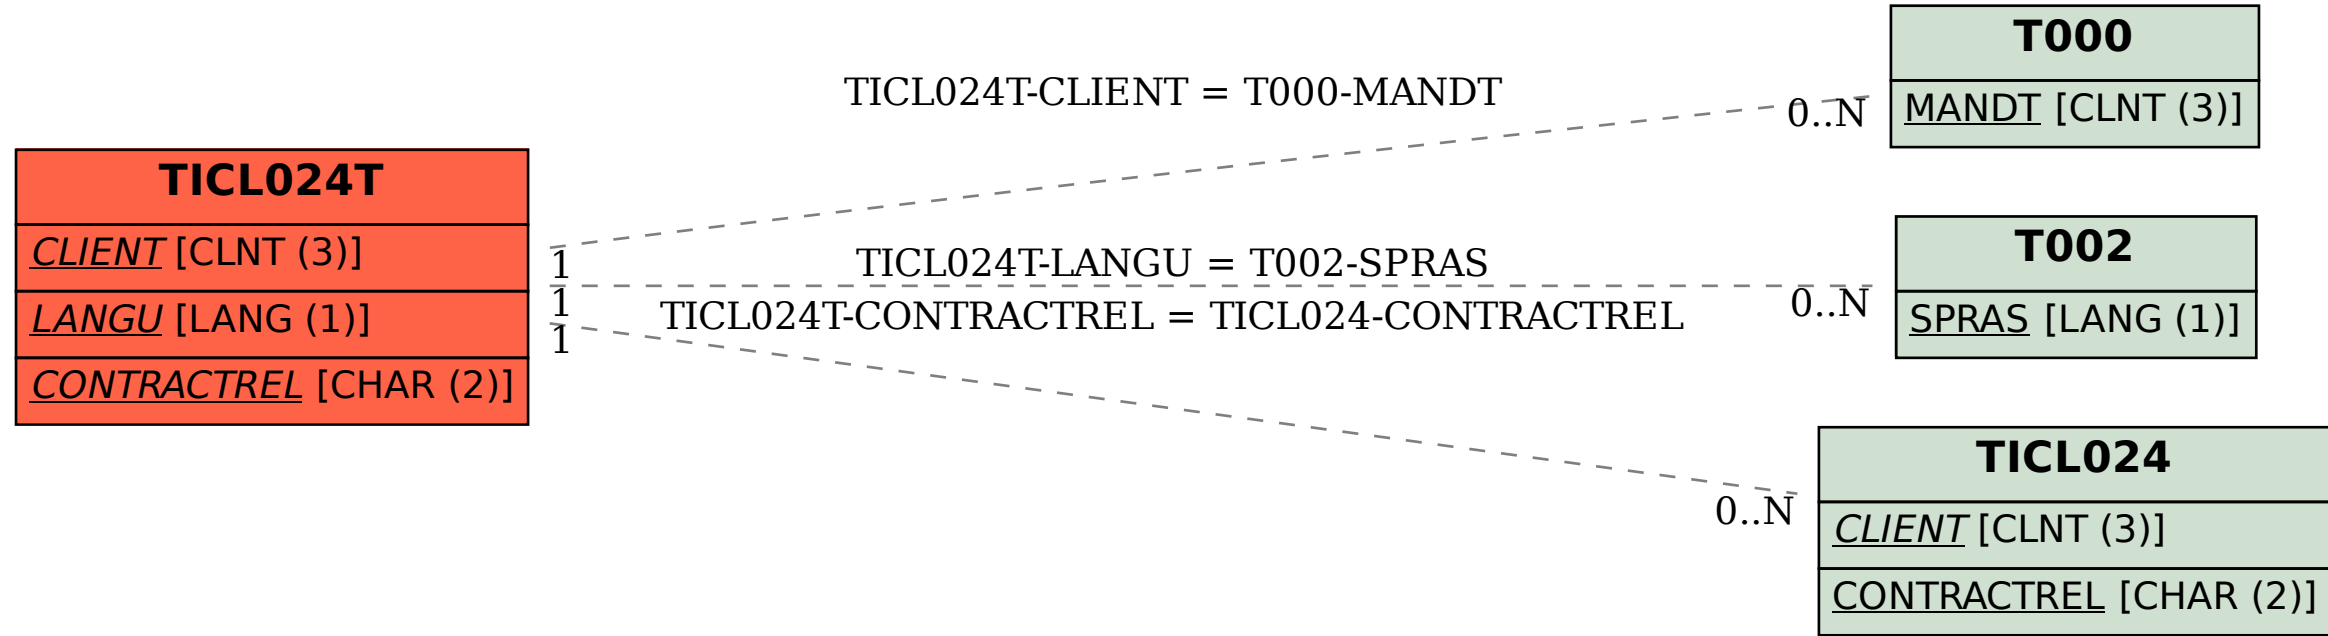 TICL024T
CLIENT [CLNT (3)]
LANGU [LANG (1)]
CONTRACTREL [CHAR (2)]
TICL024T-CLIENT = T000-MANDT
1
0..N
TICL024T-LANGU = T002-SPRAS
1
0..N
TICL024T-CONTRACTREL = TICL024-CONTRACTREL
1
0..N
T000
MANDT [CLNT (3)]
T002
SPRAS [LANG (1)]
TICL024
CLIENT [CLNT (3)]
CONTRACTREL [CHAR (2)]